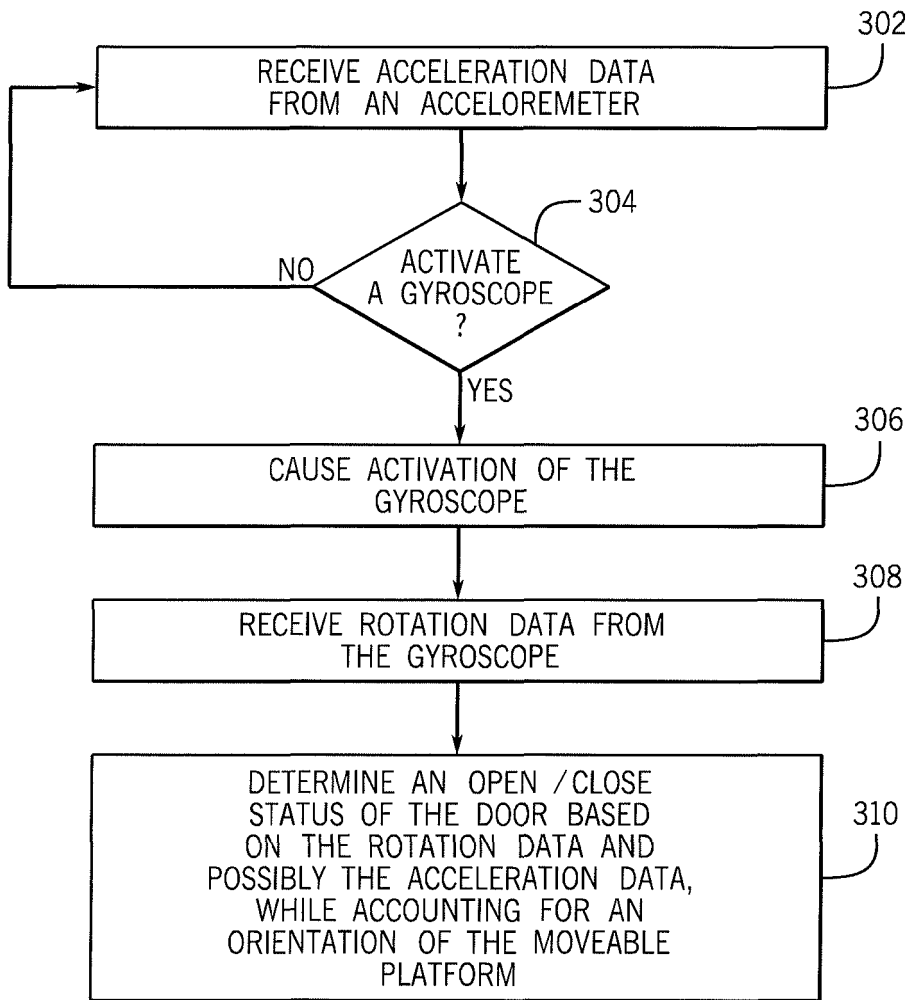 302
RECEIVE ACCELERATION DATA
FROM AN ACCELOREMETER
304
ACTIVATE
A GYROSCOPE
?
NO
YES
306
CAUSE ACTIVATION OF THE
GYROSCOPE
308
RECEIVE ROTATION DATA FROM
THE GYROSCOPE
310
DETERMINE AN OPEN /CLOSE
STATUS OF THE DOOR BASED
ON THE ROTATION DATA AND
POSSIBLY THE ACCELERATION DATA,
WHILE ACCOUNTING FOR AN
ORIENTATION OF THE MOVEABLE
PLATFORM